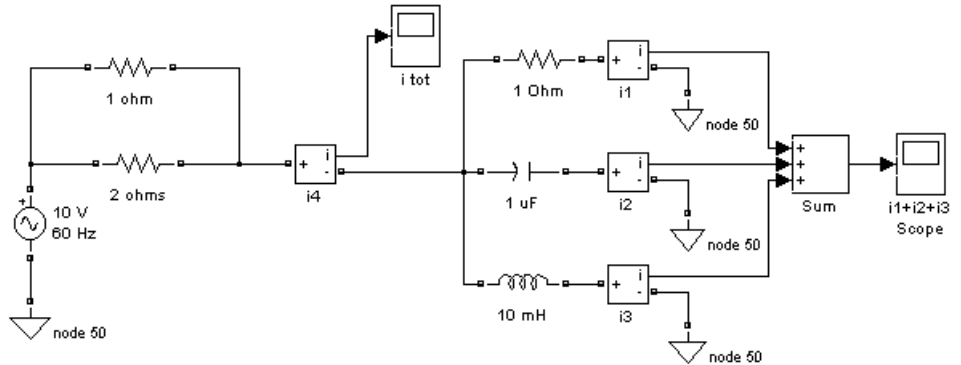 i tot
1 ohm
1 Ohm
+
i
-
i1
node 50
2 ohms
+
i
-
i4
1 uF
+
i
-
i2
node 50
+
+
+
Sum
i1+i2+i3
Scope
+
10 V
60 Hz
node 50
10 mH
+
i
-
i3
node 50